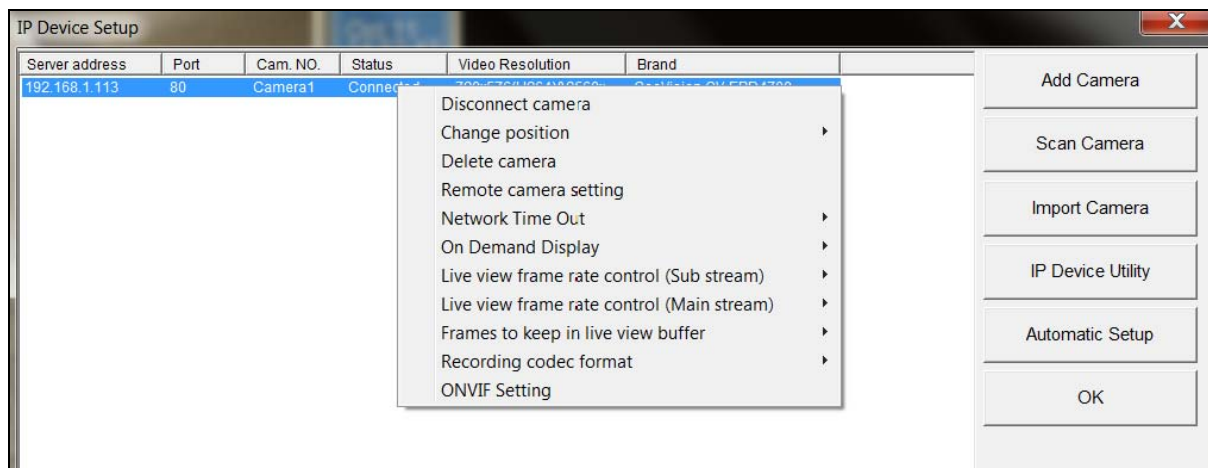 IP Device Setup
X
Server address Port Cam. NO. Status Video Resolution Brand
192.168.1.113 80 Camera1
Disconnect camera
Change position
Delete camera
Remote camera setting
Network Time Out
On Demand Display
Live view frame rate control (Sub stream)
Live view frame rate control (Main stream)
Frames to keep in live view buffer
Recording codec format
ONVIF Setting
Add Camera
Scan Camera
Import Camera
IP Device Utility
Automatic Setup
OK